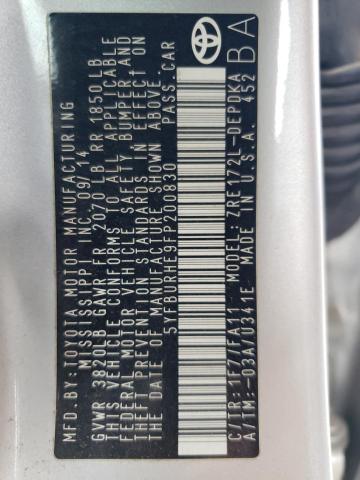 MFD.BY:TOYOTA MOTOR MANUFACTURING
MISSISSIPPI, INC. 09/14
GVWR 3820LB GAWR FR 2070LB RR 1850LB
THIS VEHICLE CONFORMS TO ALL APPLICABLE
FEDERAL MOTOR VEHICLE SAFETY, BUMPER, AND
THEFT PREVENTION STANDARDS IN EFFECT ON
THE DATE OF MANUFACTURE SHOWN ABOVE.
5YFBURHE9FP200830 PASS.CAR
C/TR:1F7/FA11 MODEL:ZRE172L-DEPDKA
A/TM:-03A/U341E MADE IN U.S.A. 452
BA
TOYOTA